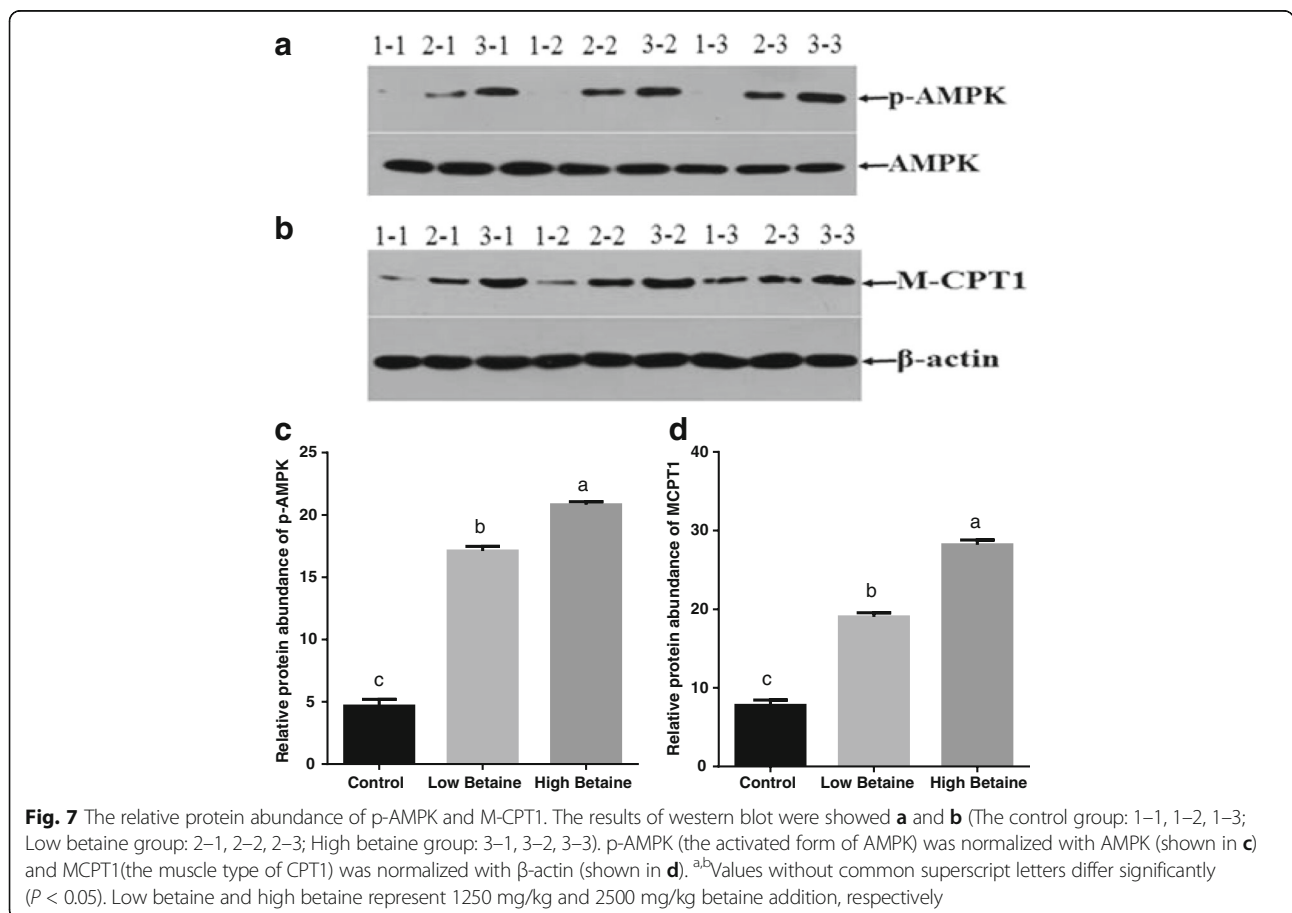 a
1-1 2-1 3-1 1-2 2-2 3-2 1-3 2-3 3-3
p-AMPK
AMPK
b
1-1 2-1 3-1 1-2 2-2 3-2 1-3 2-3 3-3
M-CPT1
β-actin
c
Relative protein abundance of p-AMPK
25
20
15
10
5
0
c
b
a
Control Low Betaine High Betaine
d
Relative protein abundance of MCPT1
40
30
20
10
0
c
b
a
Control Low Betaine High Betaine
Fig. 7 The relative protein abundance of p-AMPK and M-CPT1. The results of western blot were showed a and b (The control group: 1–1, 1–2, 1–3;
Low betaine group: 2–1, 2–2, 2–3; High betaine group: 3–1, 3–2, 3–3). p-AMPK (the activated form of AMPK) was normalized with AMPK (shown in c)
and MCPT1(the muscle type of CPT1) was normalized with β-actin (shown in d). a,bValues without common superscript letters differ significantly
(P < 0.05). Low betaine and high betaine represent 1250 mg/kg and 2500 mg/kg betaine addition, respectively